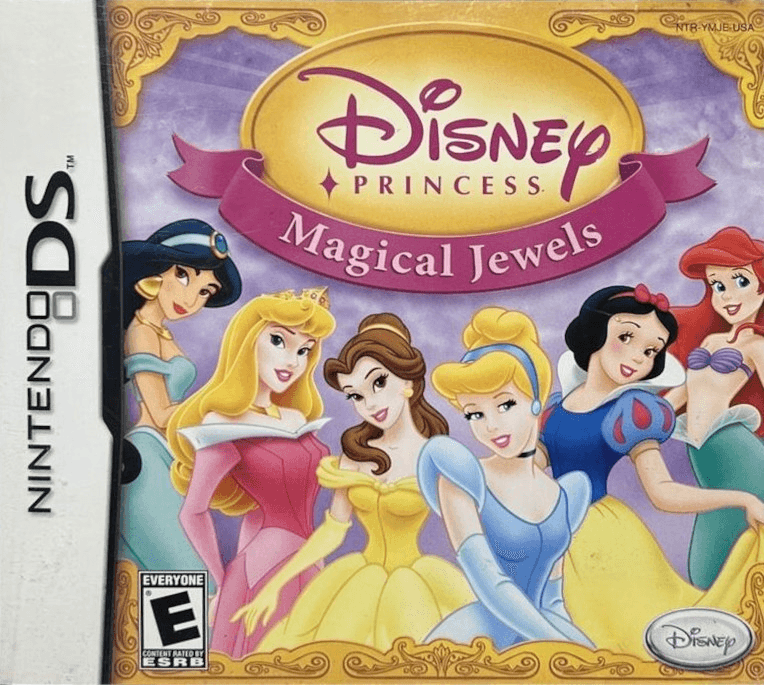 NTR-YMJE-USA
NINTENDO DS™
Disney
PRINCESS
Magical Jewels
EVERYONE
E
CONTENT RATED BY
ESRB
Disney